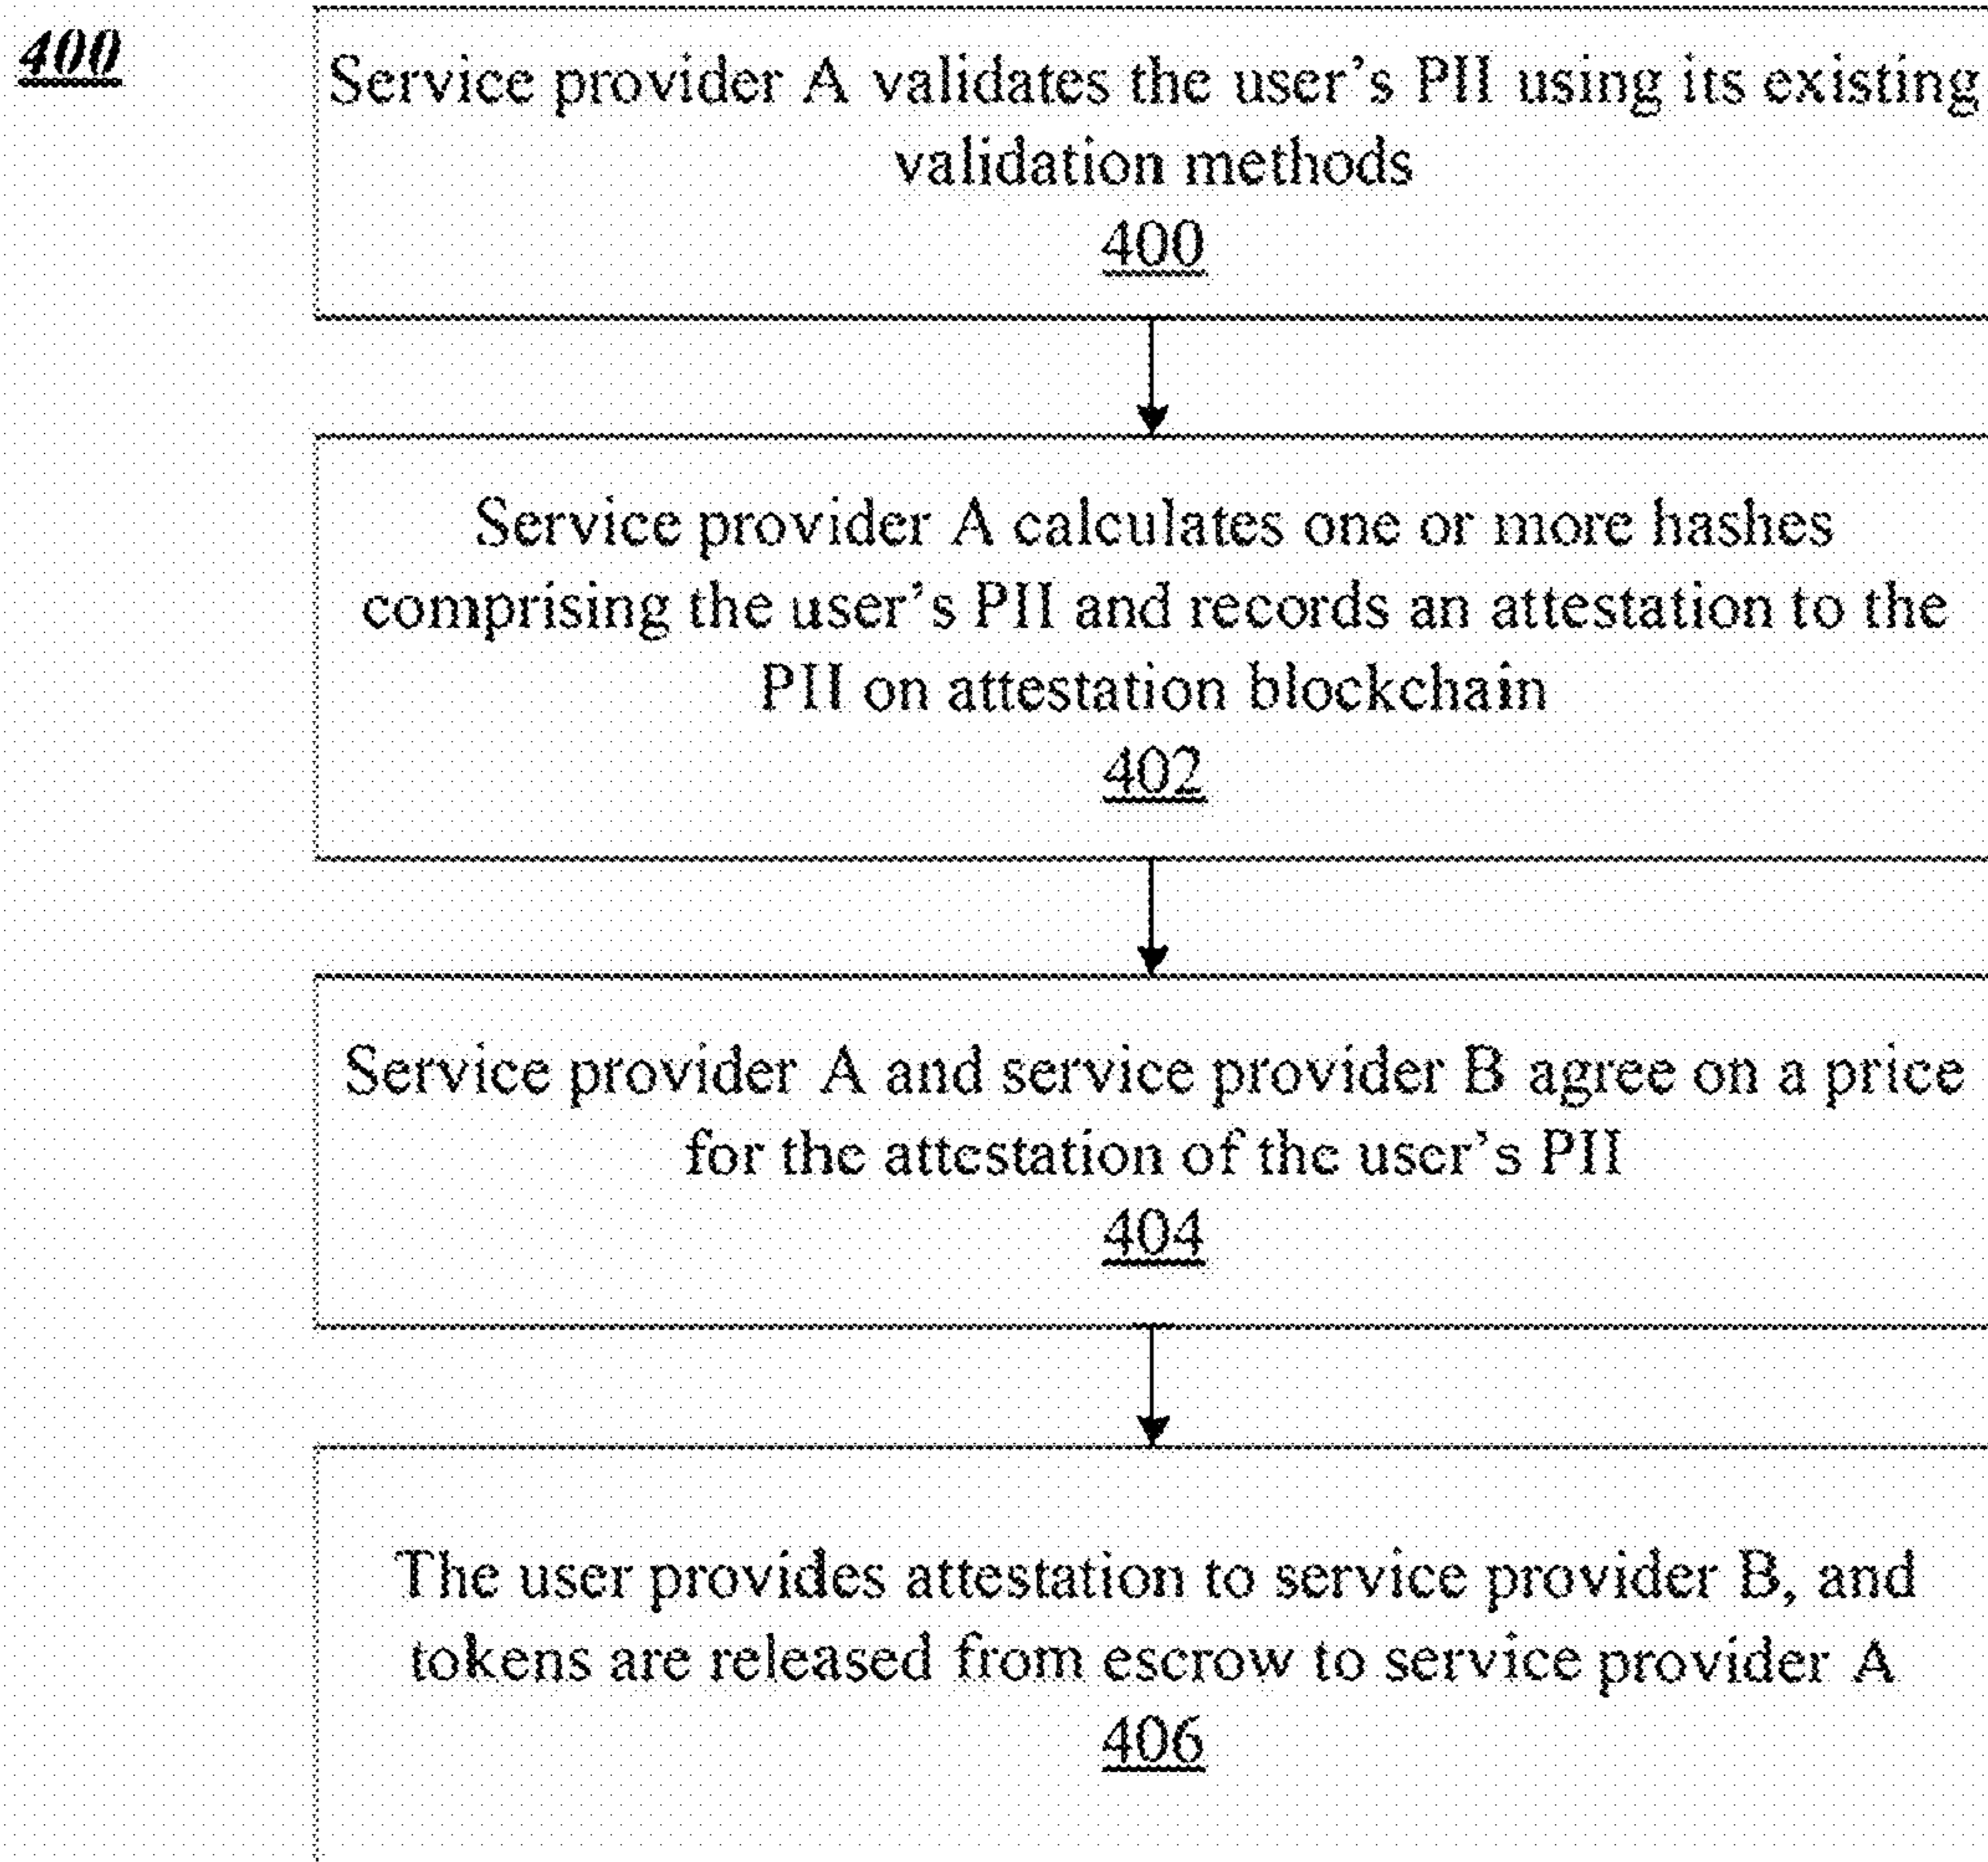 400
Service provider A validates the user's PII using its existing
validation methods
400
Service provider A calculates one or more hashes
comprising the user's PII and records an attestation to the
PII on attestation blockchain
402
Service provider A and service provider B agree on a price
for the attestation of the user's PII
404
The user provides attestation to service provider B, and
tokens are released from escrow to service provider A
406